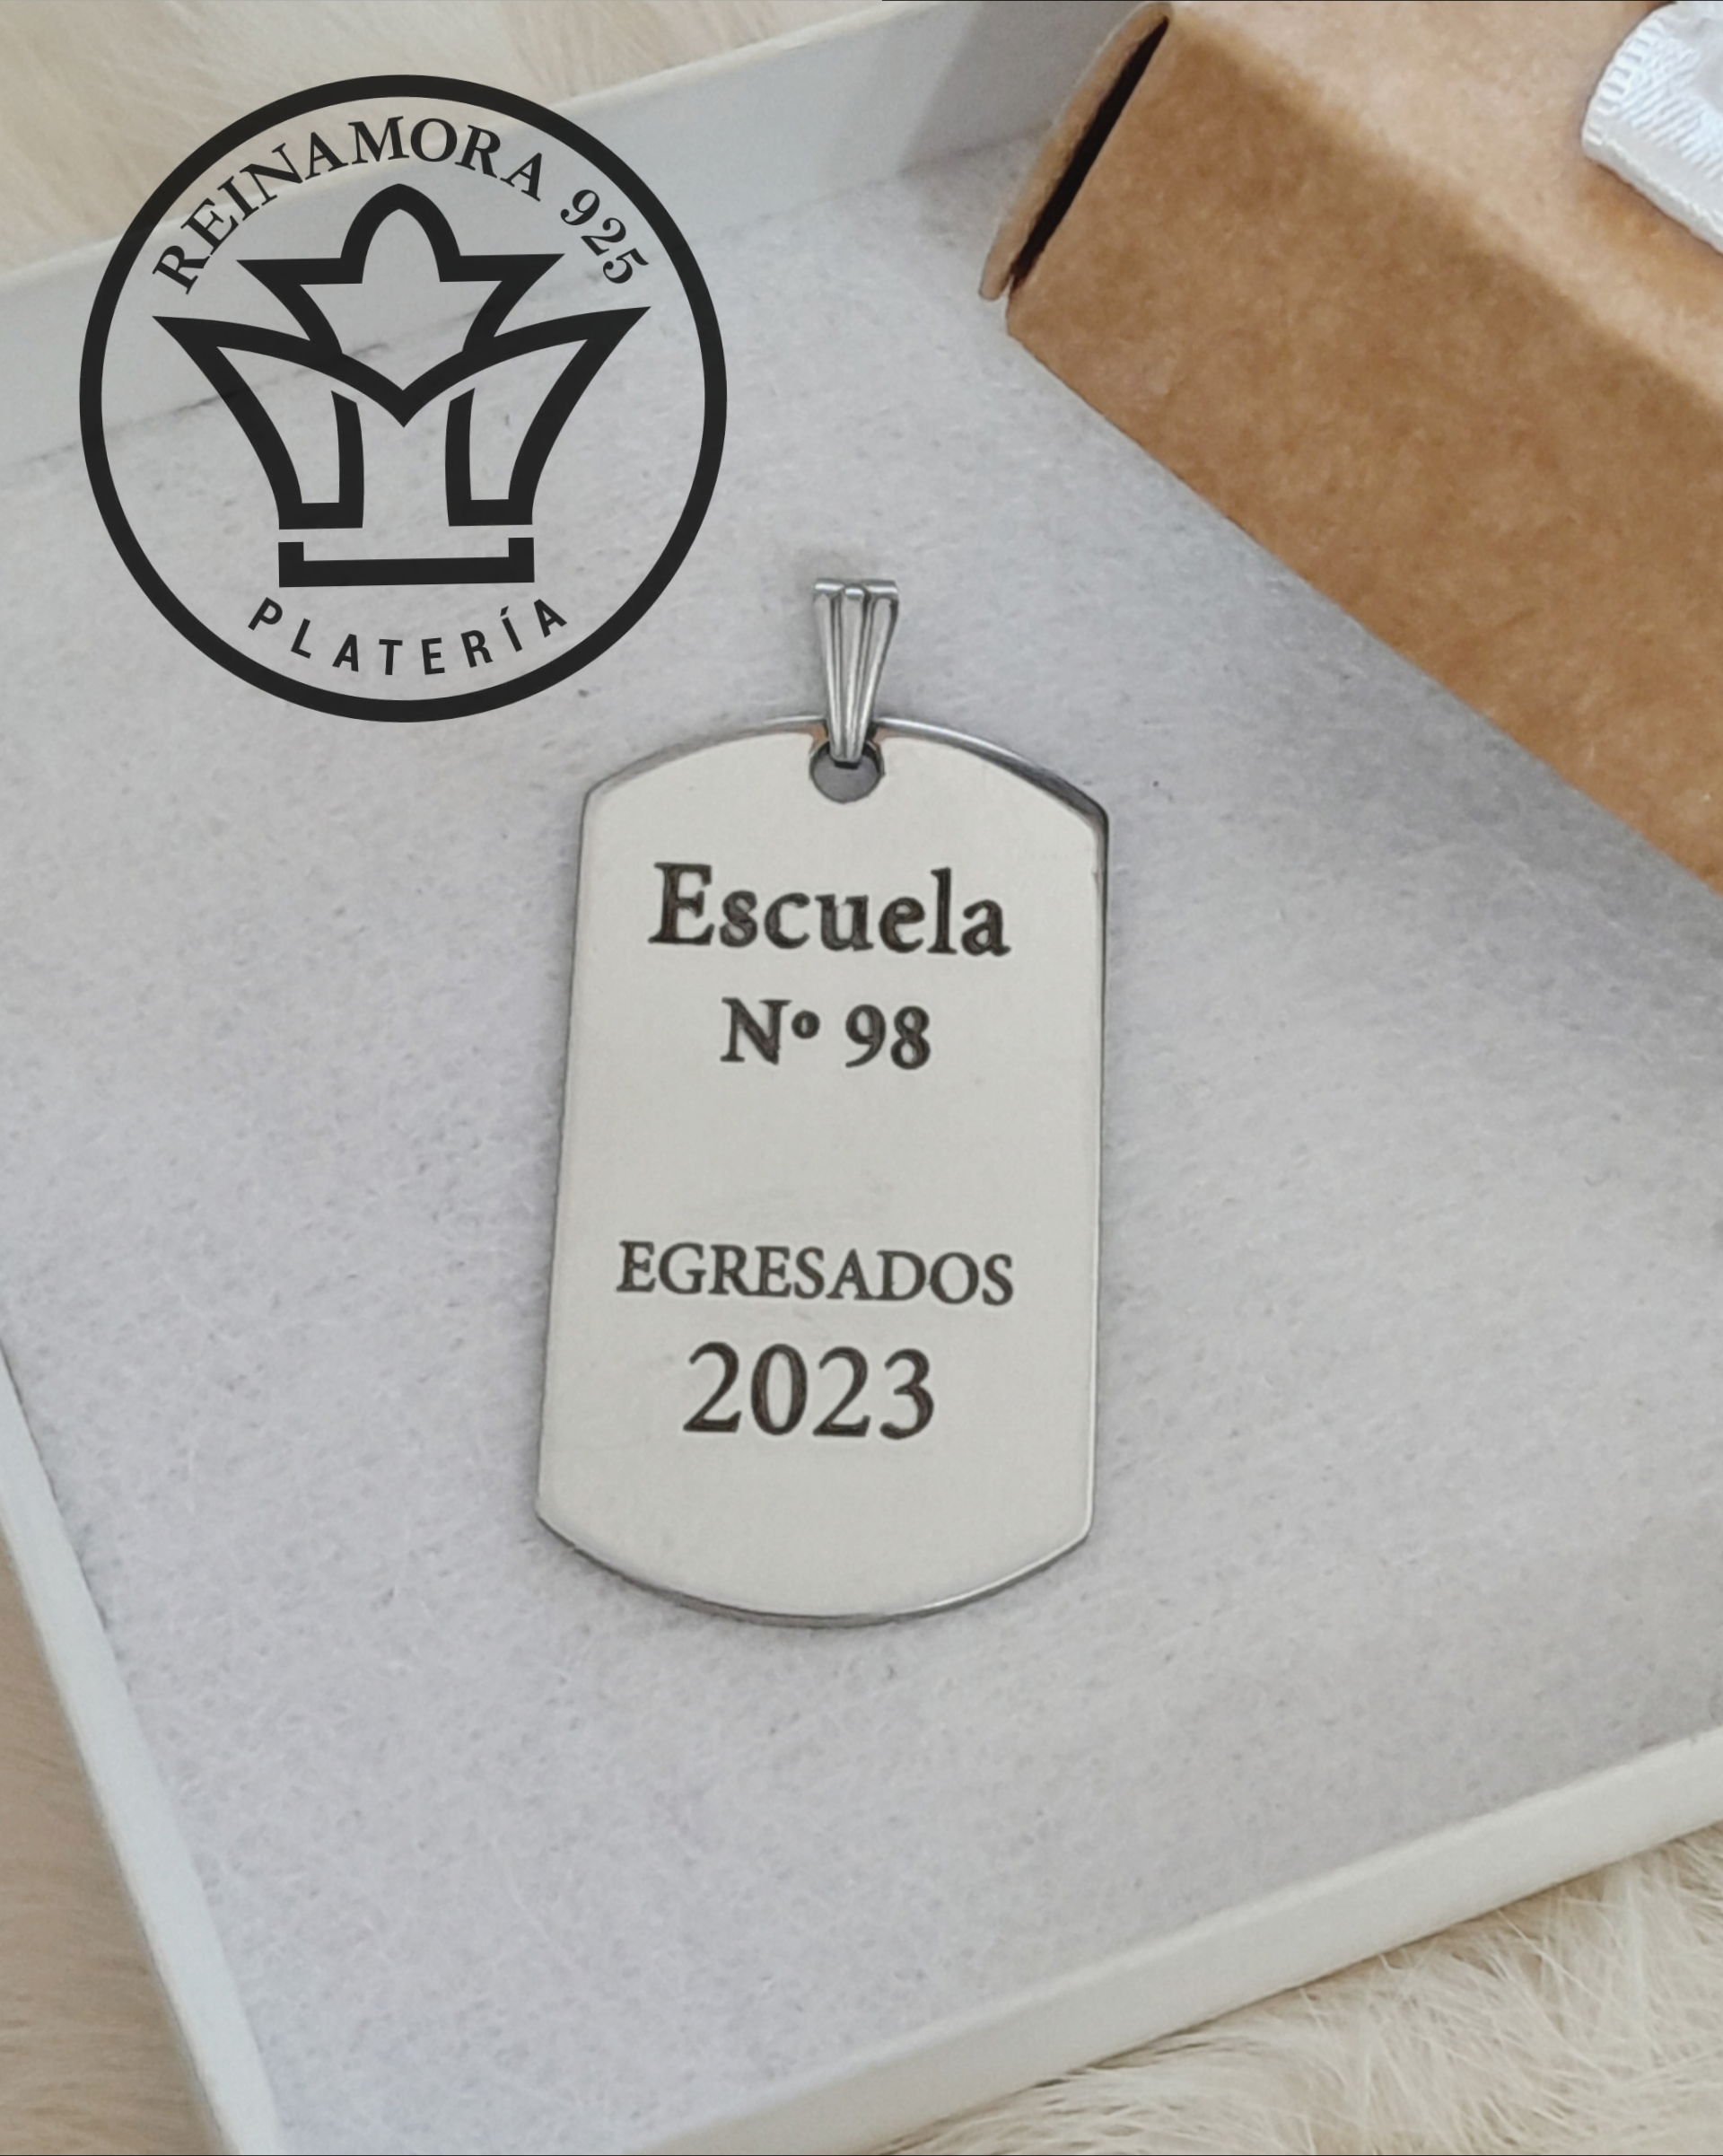 REINAMORA 925
PLATERÍA
Escuela
Nº 98
EGRESADOS
2023